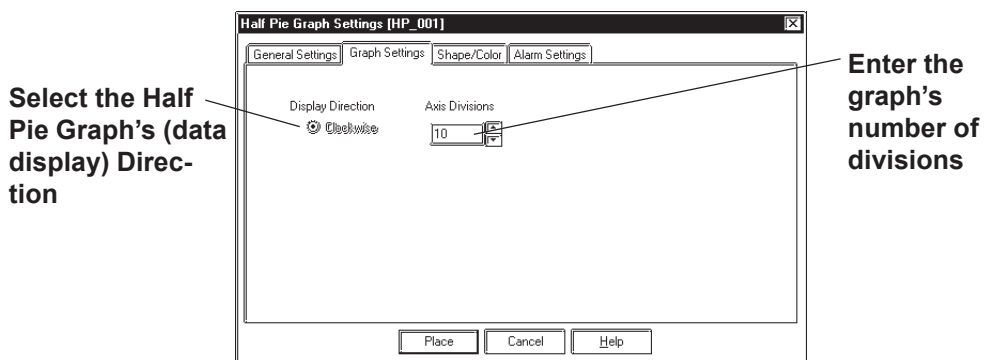 Half Pie Graph Settings [HP_001]
General Settings Graph Settings Shape/Color Alarm Settings
Select the Half
Pie Graph's (data
display) Direc-
tion
Display Direction Axis Divisions
Clockwise 10
Enter the
graph's
number of
divisions
Place Cancel Help